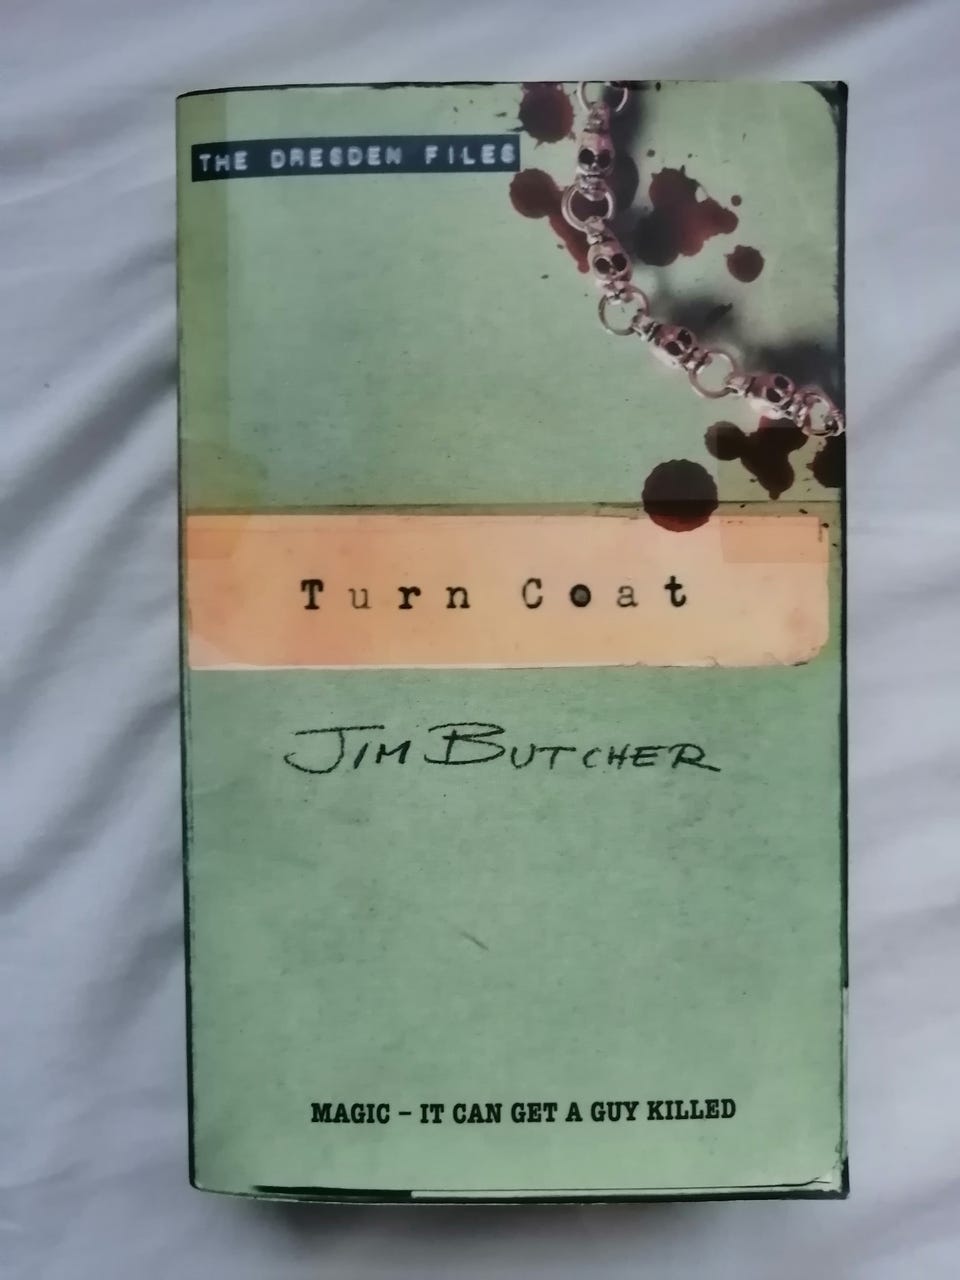 THE DRESDEN FILES
Turn Coat
JIM BUTCHER
MAGIC – IT CAN GET A GUY KILLED